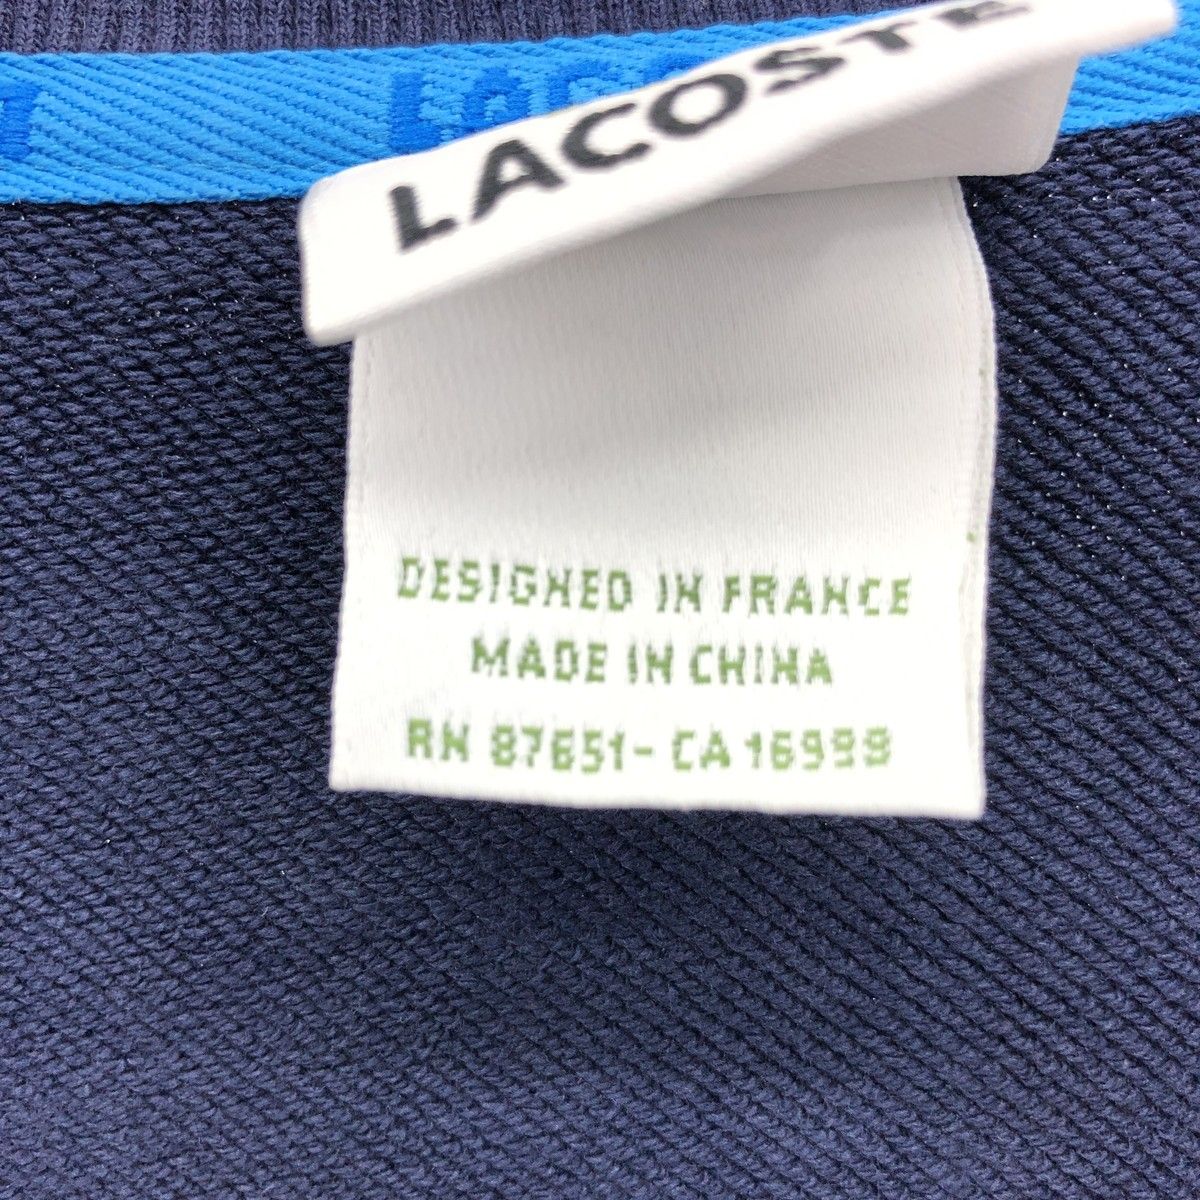 LACOSTE
DESIGNED IN FRANCE
MADE IN CHINA
RN 87651- CA 16999